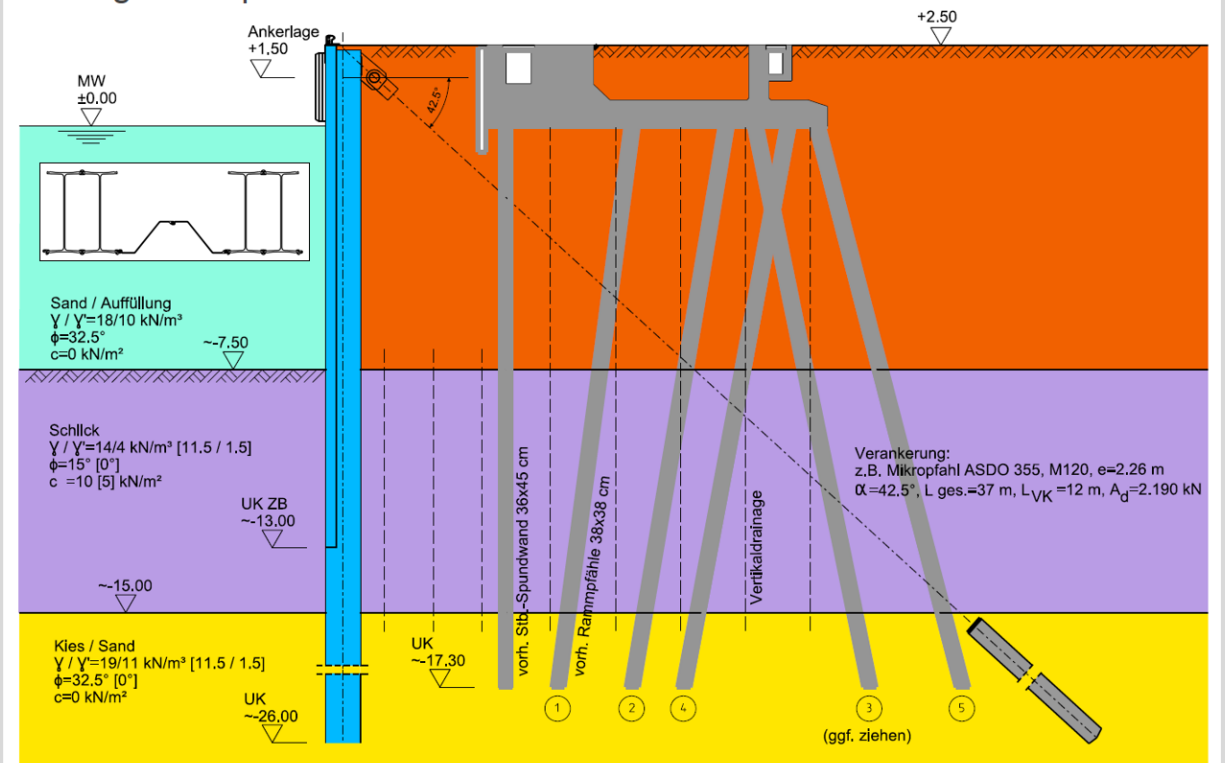 +2.50
Ankerlage
+1.50
MW
±0.00
42.5°
Sand / Auffüllung
γ / γ'=18/10 kN/m³
ϕ=32.5°
c=0 kN/m²
~-7.50
Schlick
γ / γ'=14/4 kN/m³ [11.5 / 1.5]
ϕ=15° [0°]
c =10 [5] kN/m²
UK ZB
~-13.00
~-15.00
Kies / Sand
γ / γ'=19/11 kN/m³ [11.5 / 1.5]
ϕ=32.5° [0°]
c=0 kN/m²
UK
~-26.00
UK
~-17.30
vorh. Stb.-Spundwand 36x45 cm
vorh. Rammpfähle 38x38 cm
Vertikaldrainage
Verankerung:
z.B. Mikropfahl ASDO 355, M120, e=2.26 m
α=42.5°, L ges.=37 m, LVK =12 m, Ad=2.190 kN
1
2
4
3
5
(ggf. ziehen)